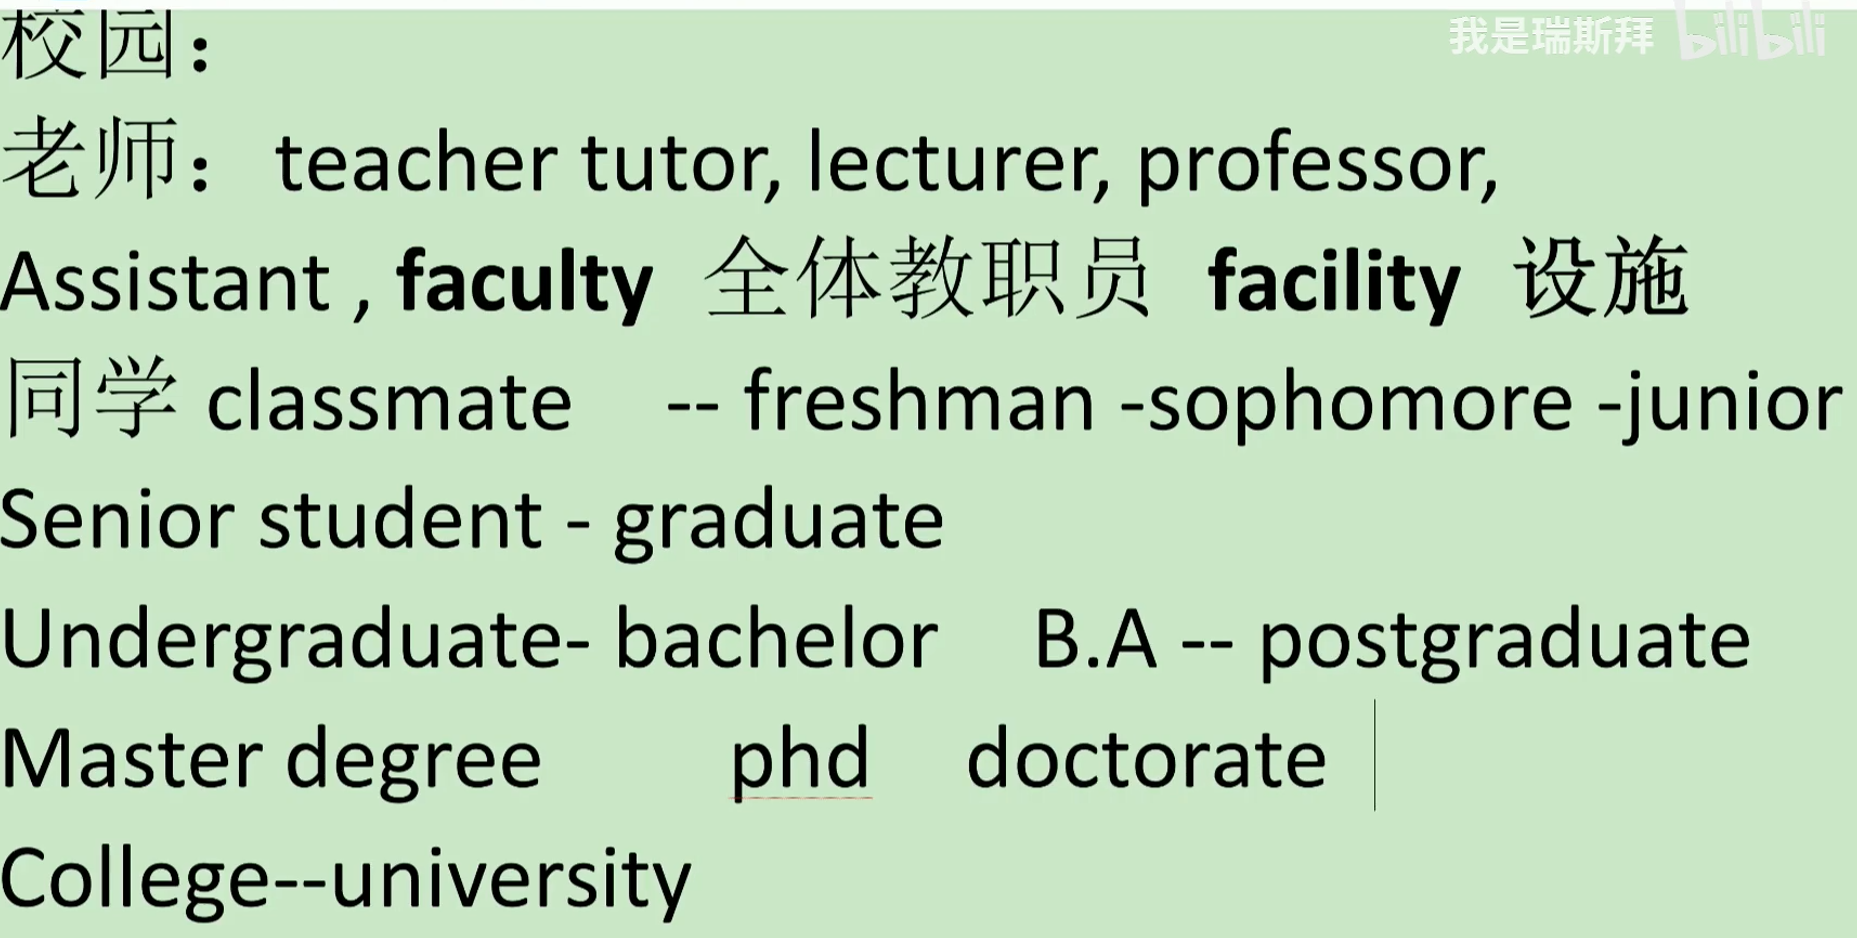 我是瑞斯拜 bilibili
校园：
老师： teacher tutor, lecturer, professor,
Assistant , faculty 全体教职员 facility 设施
同学 classmate -- freshman -sophomore -junior
Senior student - graduate
Undergraduate- bachelor B.A -- postgraduate
Master degree phd doctorate
College--university